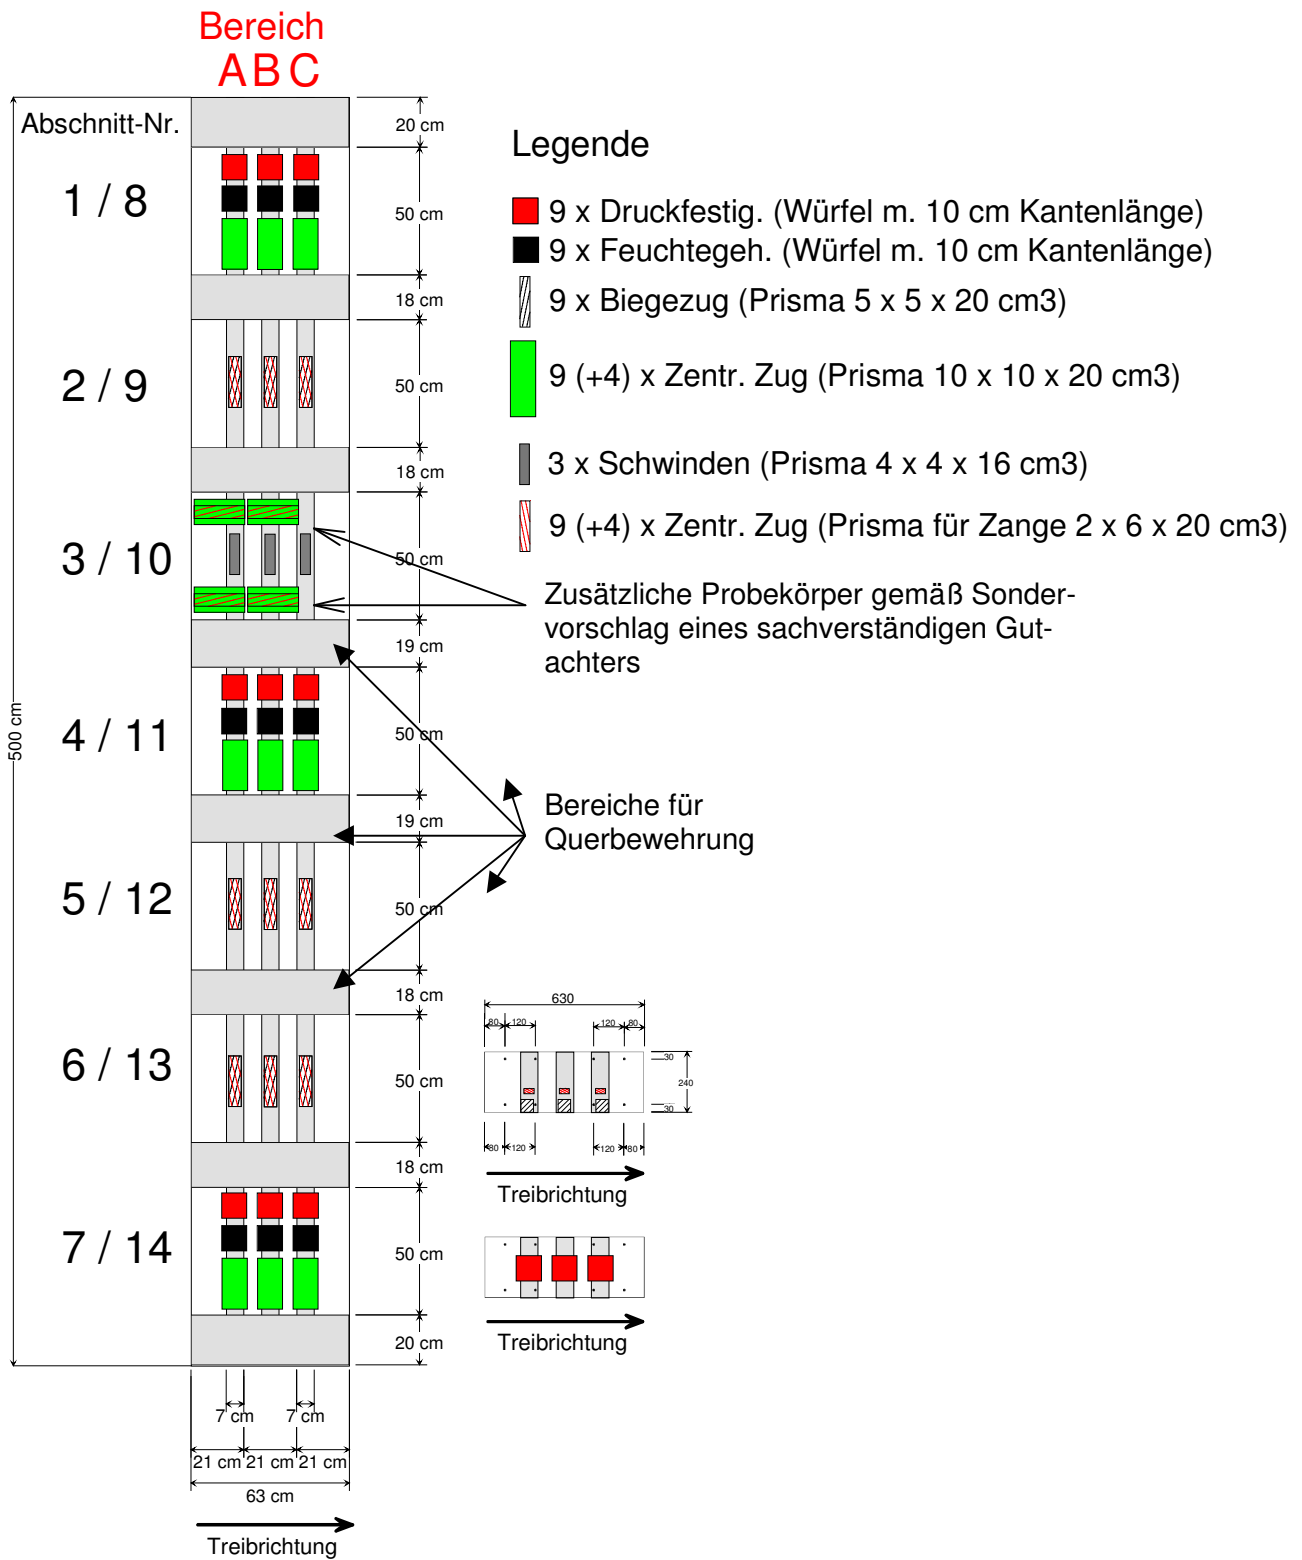 Bereich
A B C
Abschnitt-Nr.
20 cm
1 / 8
50 cm
18 cm
2 / 9
50 cm
18 cm
3 / 10
50 cm
19 cm
4 / 11
50 cm
19 cm
5 / 12
50 cm
18 cm
6 / 13
50 cm
18 cm
7 / 14
50 cm
20 cm
500 cm
7 cm 7 cm
21 cm 21 cm 21 cm
63 cm
Treibrichtung
Legende
9 x Druckfestig. (Würfel m. 10 cm Kantenlänge)
9 x Feuchtegeh. (Würfel m. 10 cm Kantenlänge)
9 x Biegezug (Prisma 5 x 5 x 20 cm3)
9 (+4) x Zentr. Zug (Prisma 10 x 10 x 20 cm3)
3 x Schwinden (Prisma 4 x 4 x 16 cm3)
9 (+4) x Zentr. Zug (Prisma für Zange 2 x 6 x 20 cm3)
Zusätzliche Probekörper gemäß Sonder-
vorschlag eines sachverständigen Gut-
achters
Bereiche für
Querbewehrung
630
80 120 120 80
30
240
30
80 120 120 80
Treibrichtung
Treibrichtung